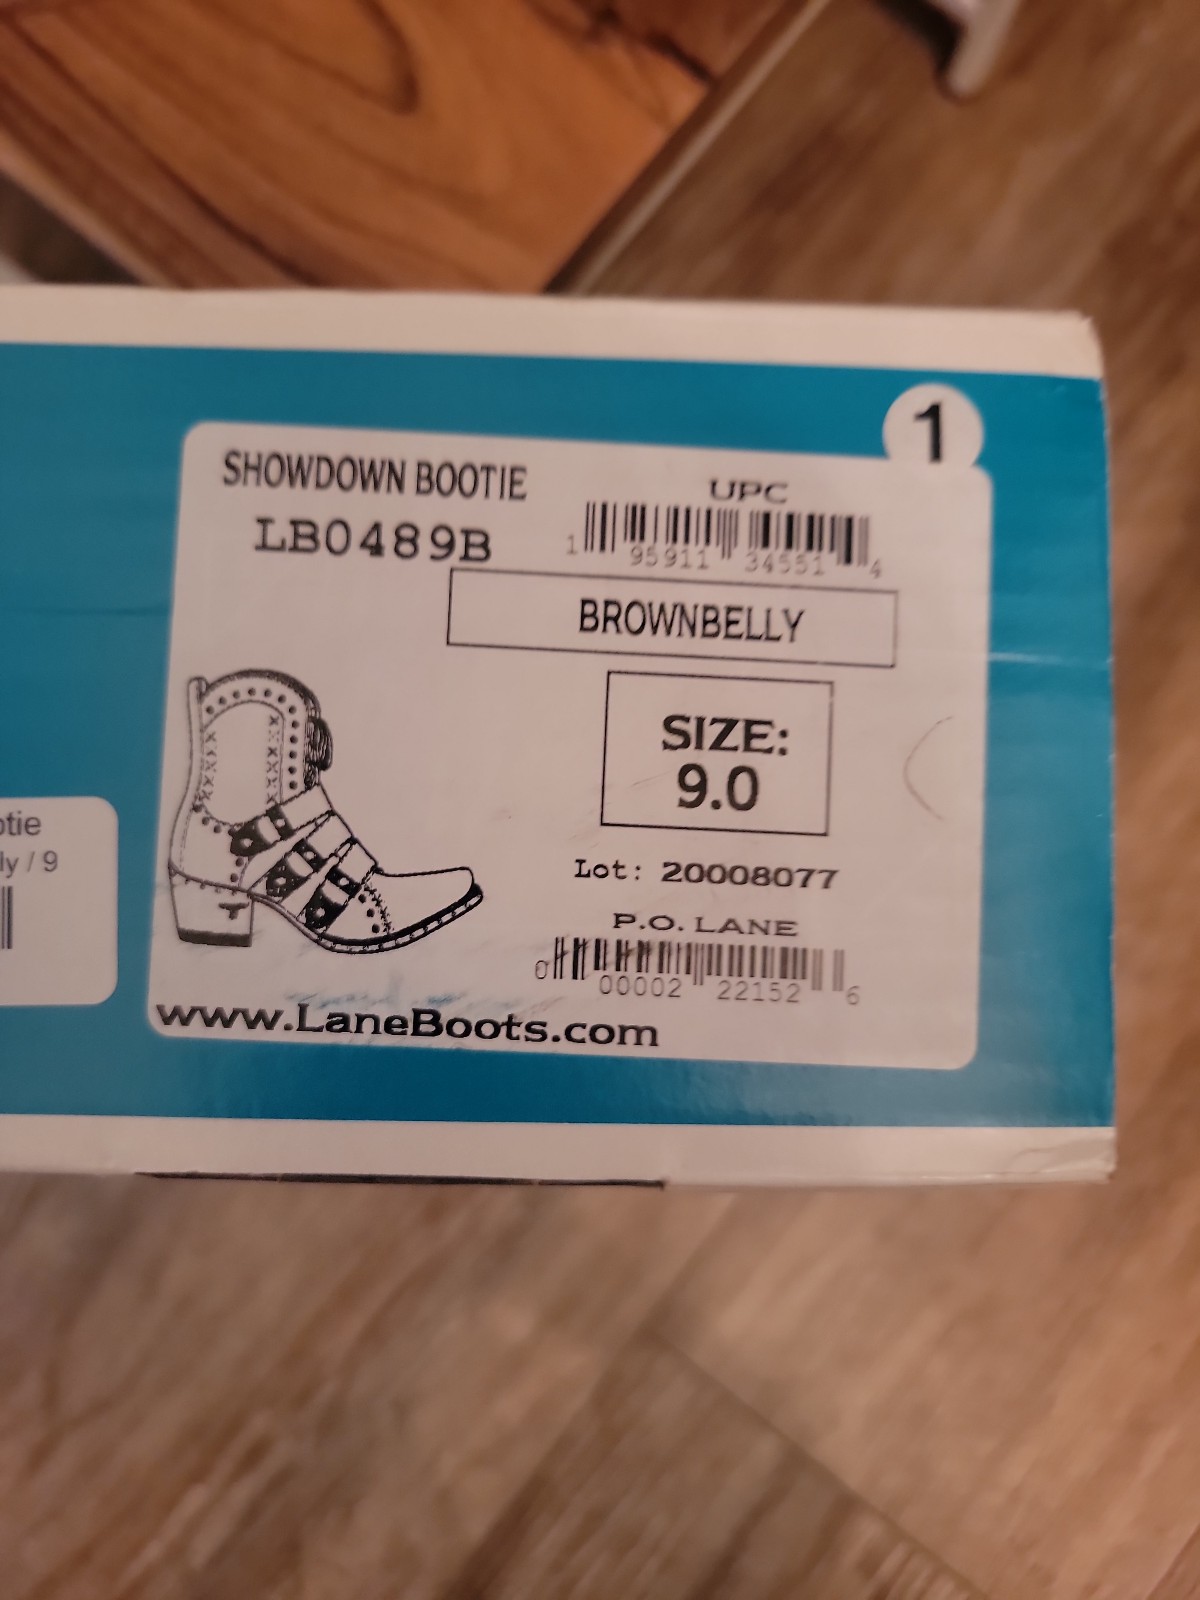 1
SHOWDOWN BOOTIE
LB0489B
UPC
1 95911 34551 4
BROWNBELLY
SIZE:
9.0
Lot: 20008077
P.O. LANE
0 00002 22152 6
www.LaneBoots.com
otie
ly / 9